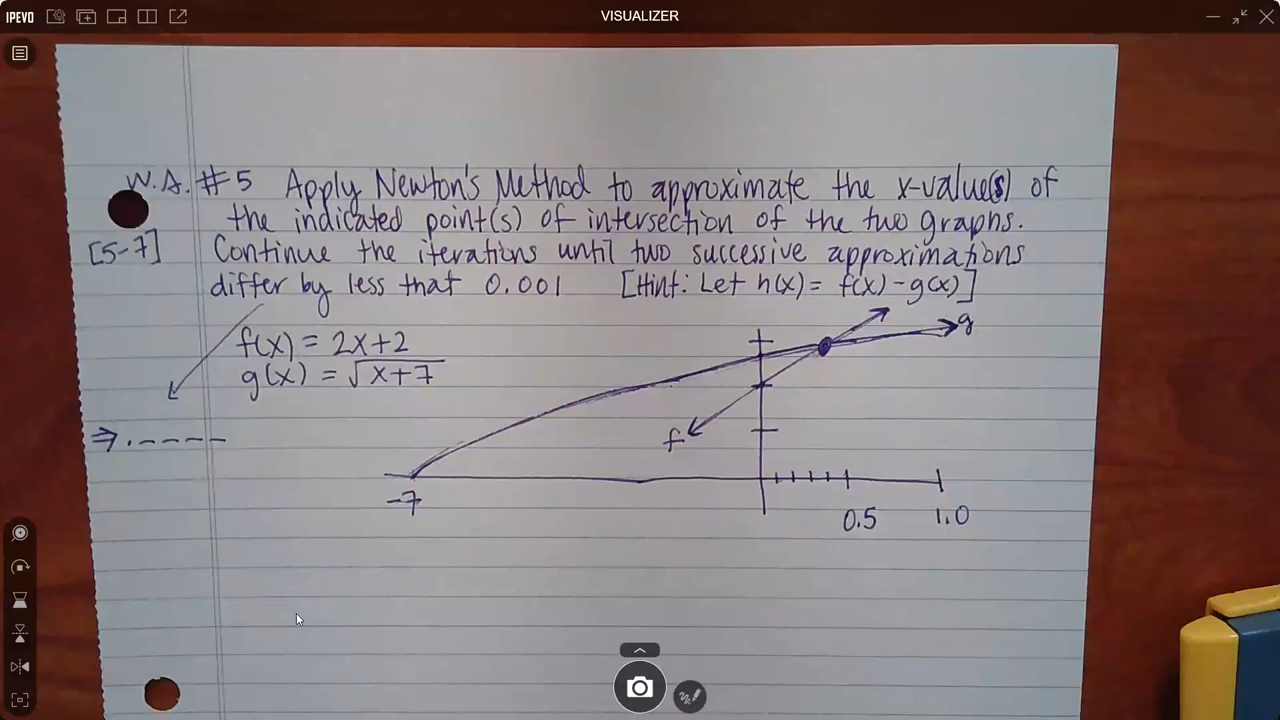 IPEVO
VISUALIZER
W.A. #5 Apply Newton's Method to approximate the x-value(s) of
the indicated point(s) of intersection of the two graphs.
[5-7] Continue the iterations until two successive approximations
differ by less that 0.001 [Hint: Let h(x) = f(x) - g(x)]
f(x) = 2x+2
g(x) = √x+7
g
f
⇒ . _ _ _ _
-7
0.5 1.0